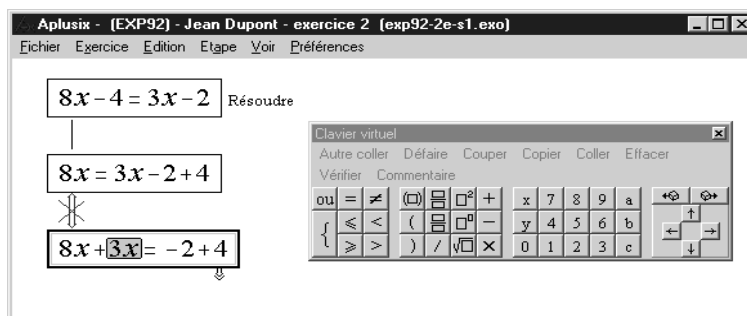 Aplusix - (EXP92) - Jean Dupont - exercice 2 (exp92-2e-s1.exo)
Fichier Exercice Edition Etape Voir Préférences
8x − 4 = 3x − 2 Résoudre
8x = 3x − 2 + 4
8x + 3x = −2 + 4
Clavier virtuel
Autre coller Défaire Couper Copier Coller Effacer
Vérifier Commentaire
ou = ≠ (□) □² + x 7 8 9 a
{ ⩽ < ( □⁰ − y 4 5 6 b
⩾ > ) / √□ × 0 1 2 3 c